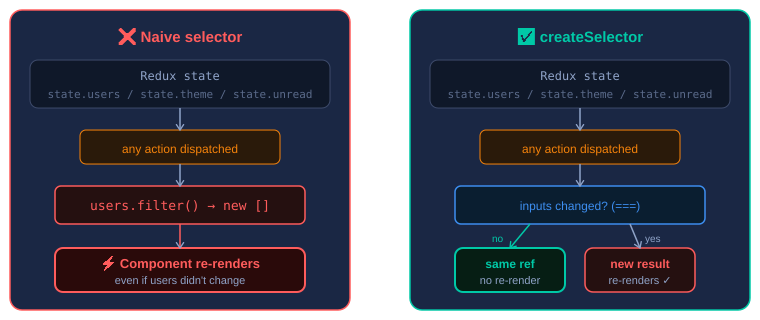 ❌ Naive selector
Redux state
state.users / state.theme / state.unread
any action dispatched
users.filter() → new []
⚡ Component re-renders
even if users didn't change
✅ createSelector
Redux state
state.users / state.theme / state.unread
any action dispatched
inputs changed? (===)
no
yes
same ref
no re-render
new result
re-renders ✓